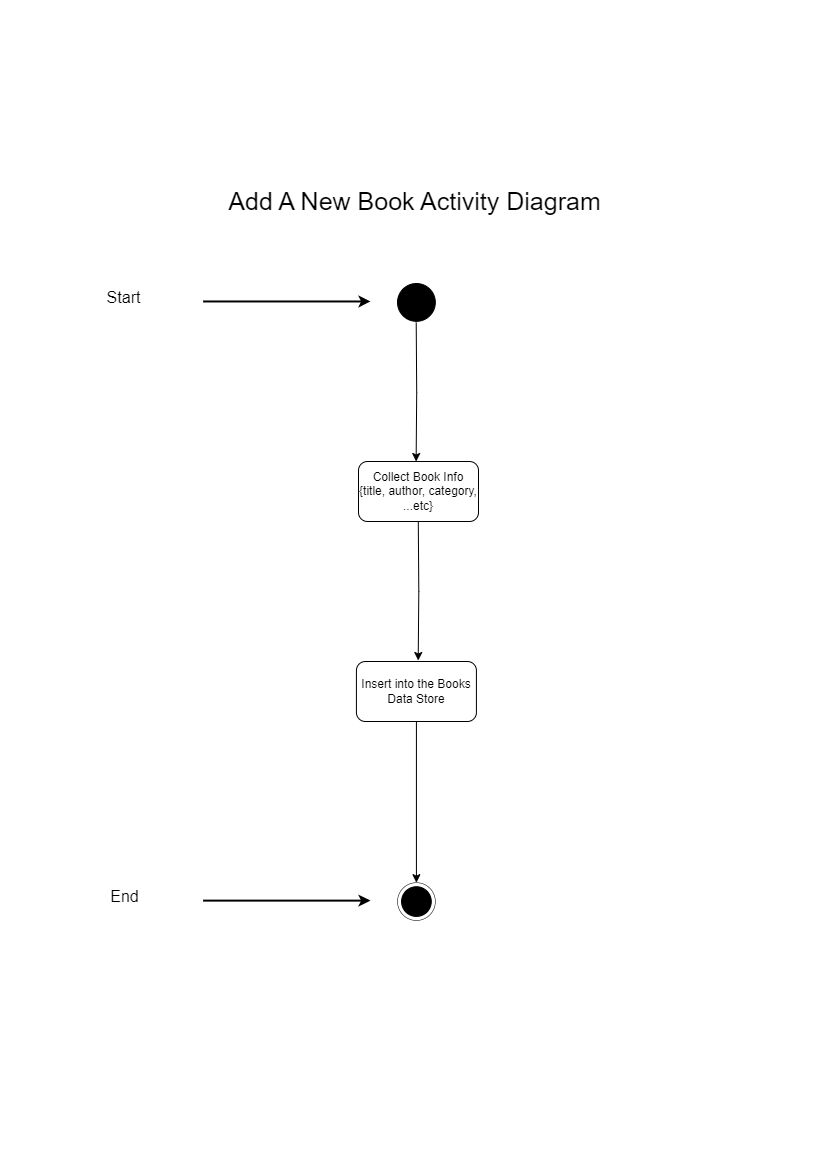 Add A New Book Activity Diagram
Start
Collect Book Info
{title, author, category,
...etc}
Insert into the Books
Data Store
End